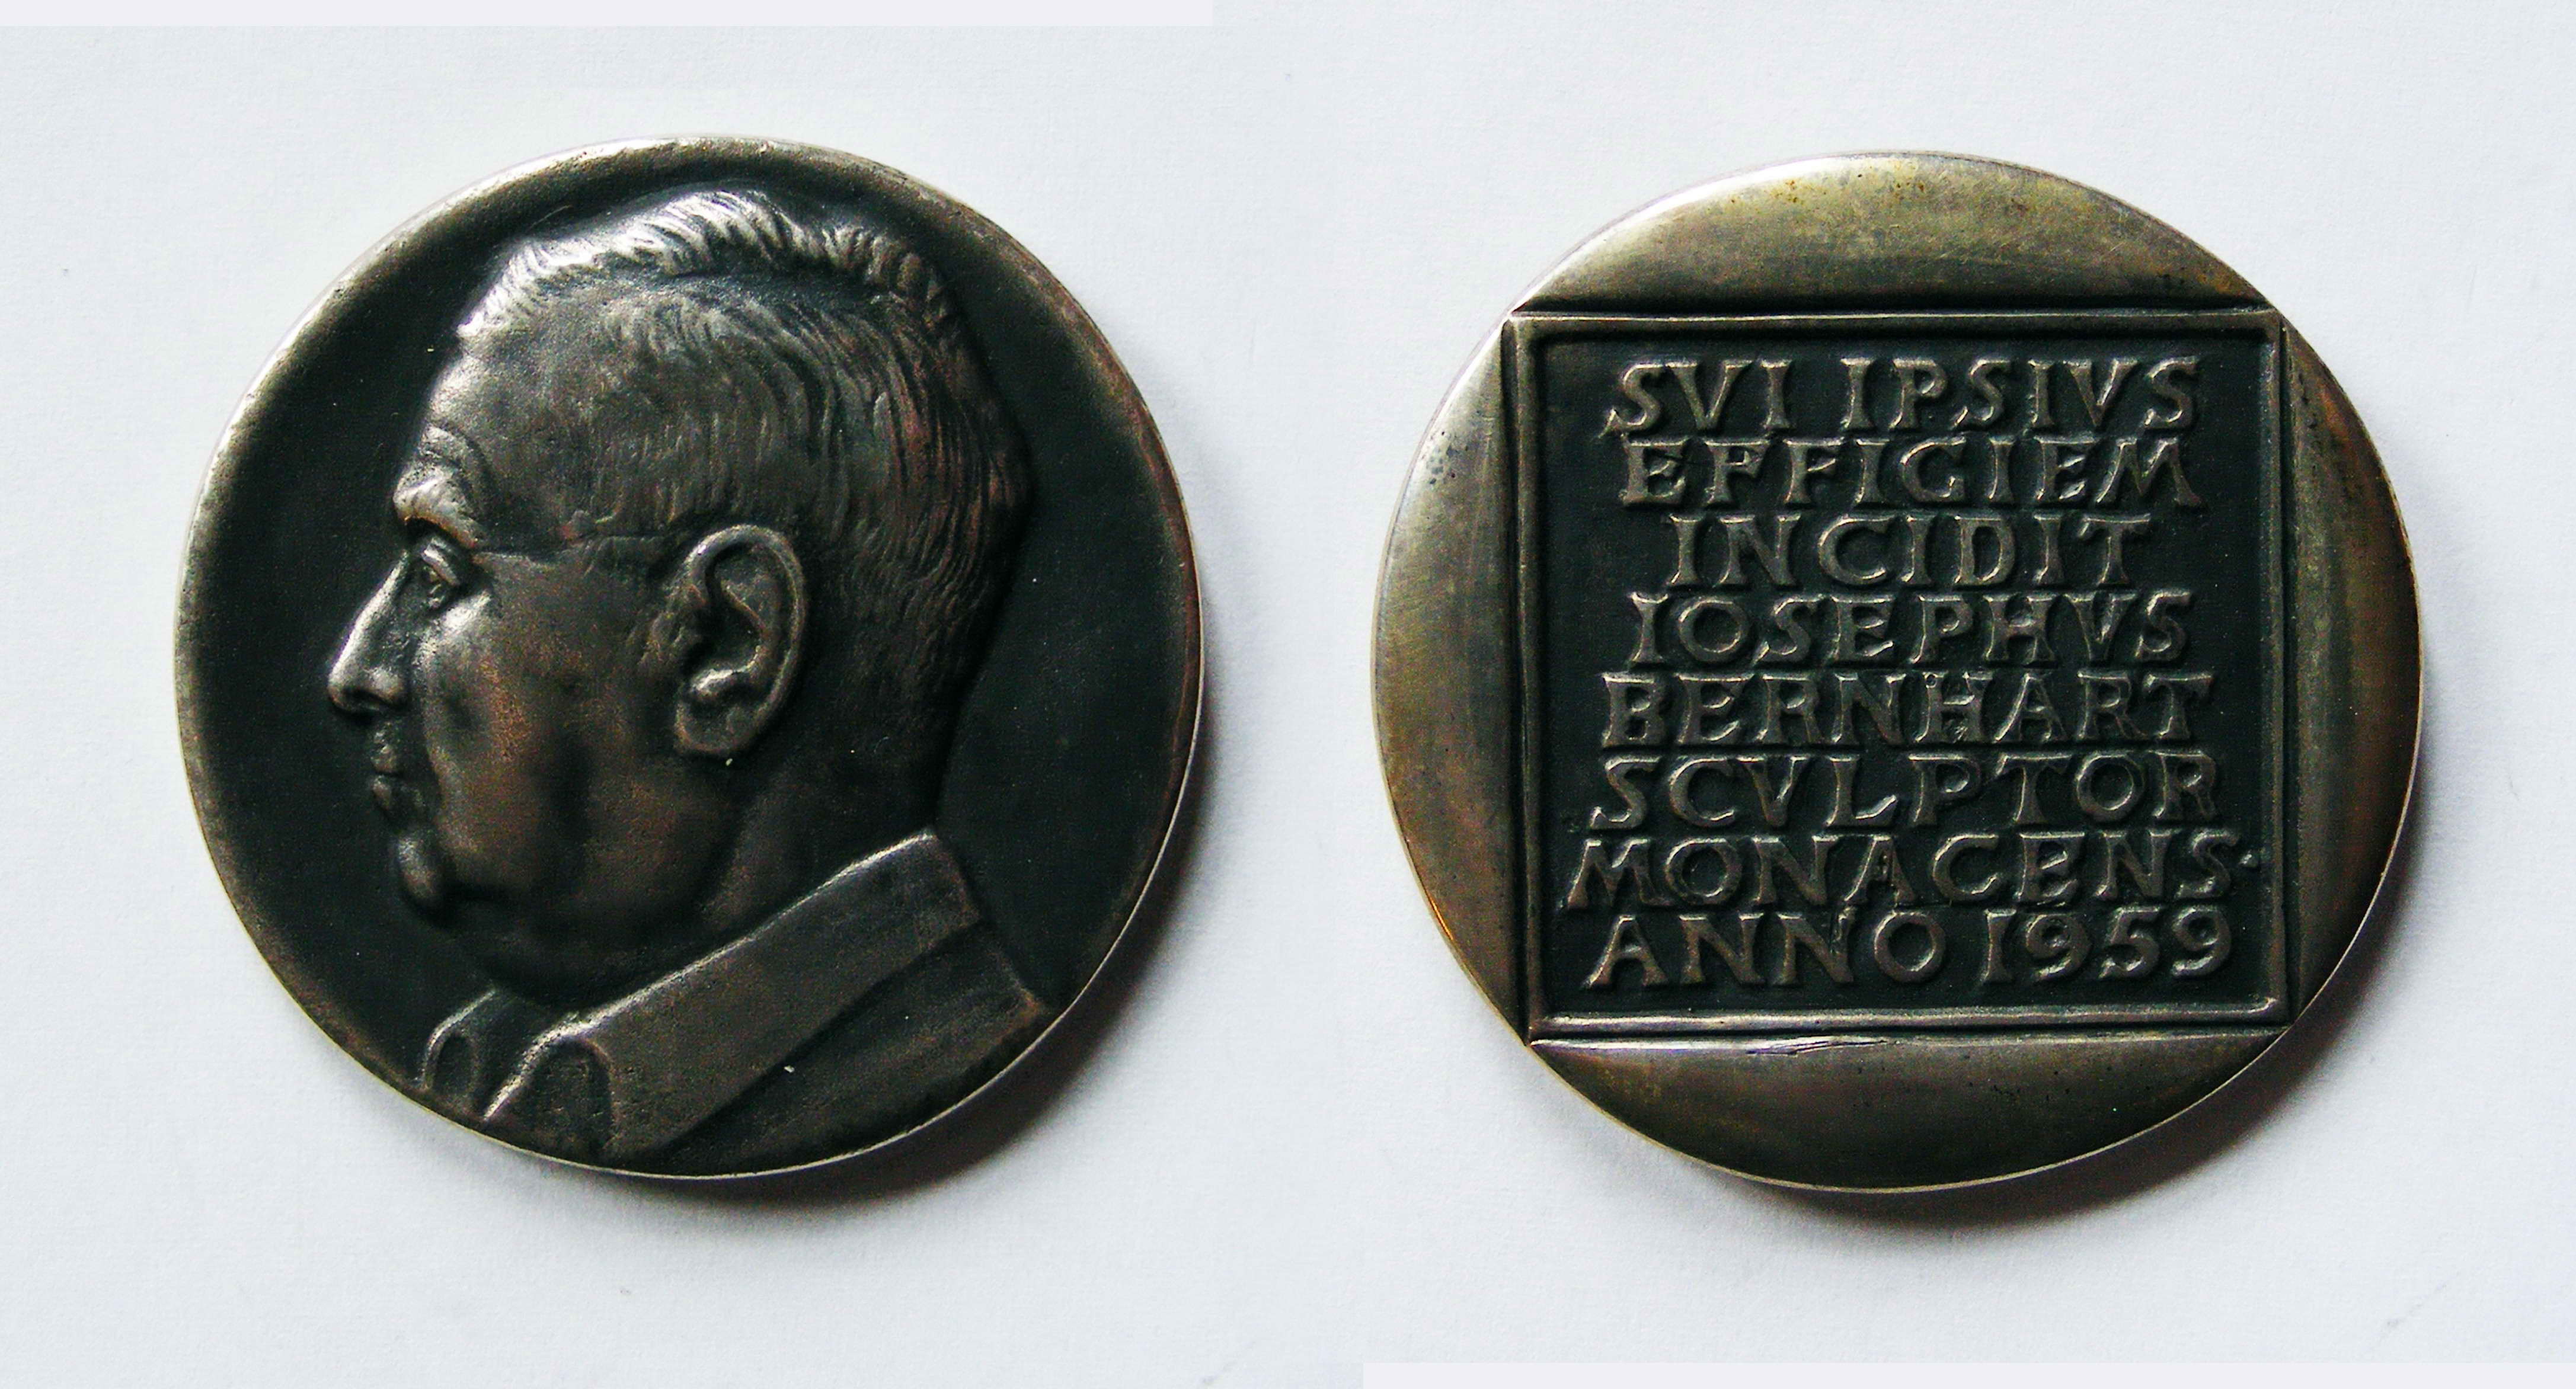 SVI IPSIVS
EFFIGIEM
INCIDIT
IOSEPHVS
BERNHART
SCVLPTOR
MONACENS·
ANNO 1959